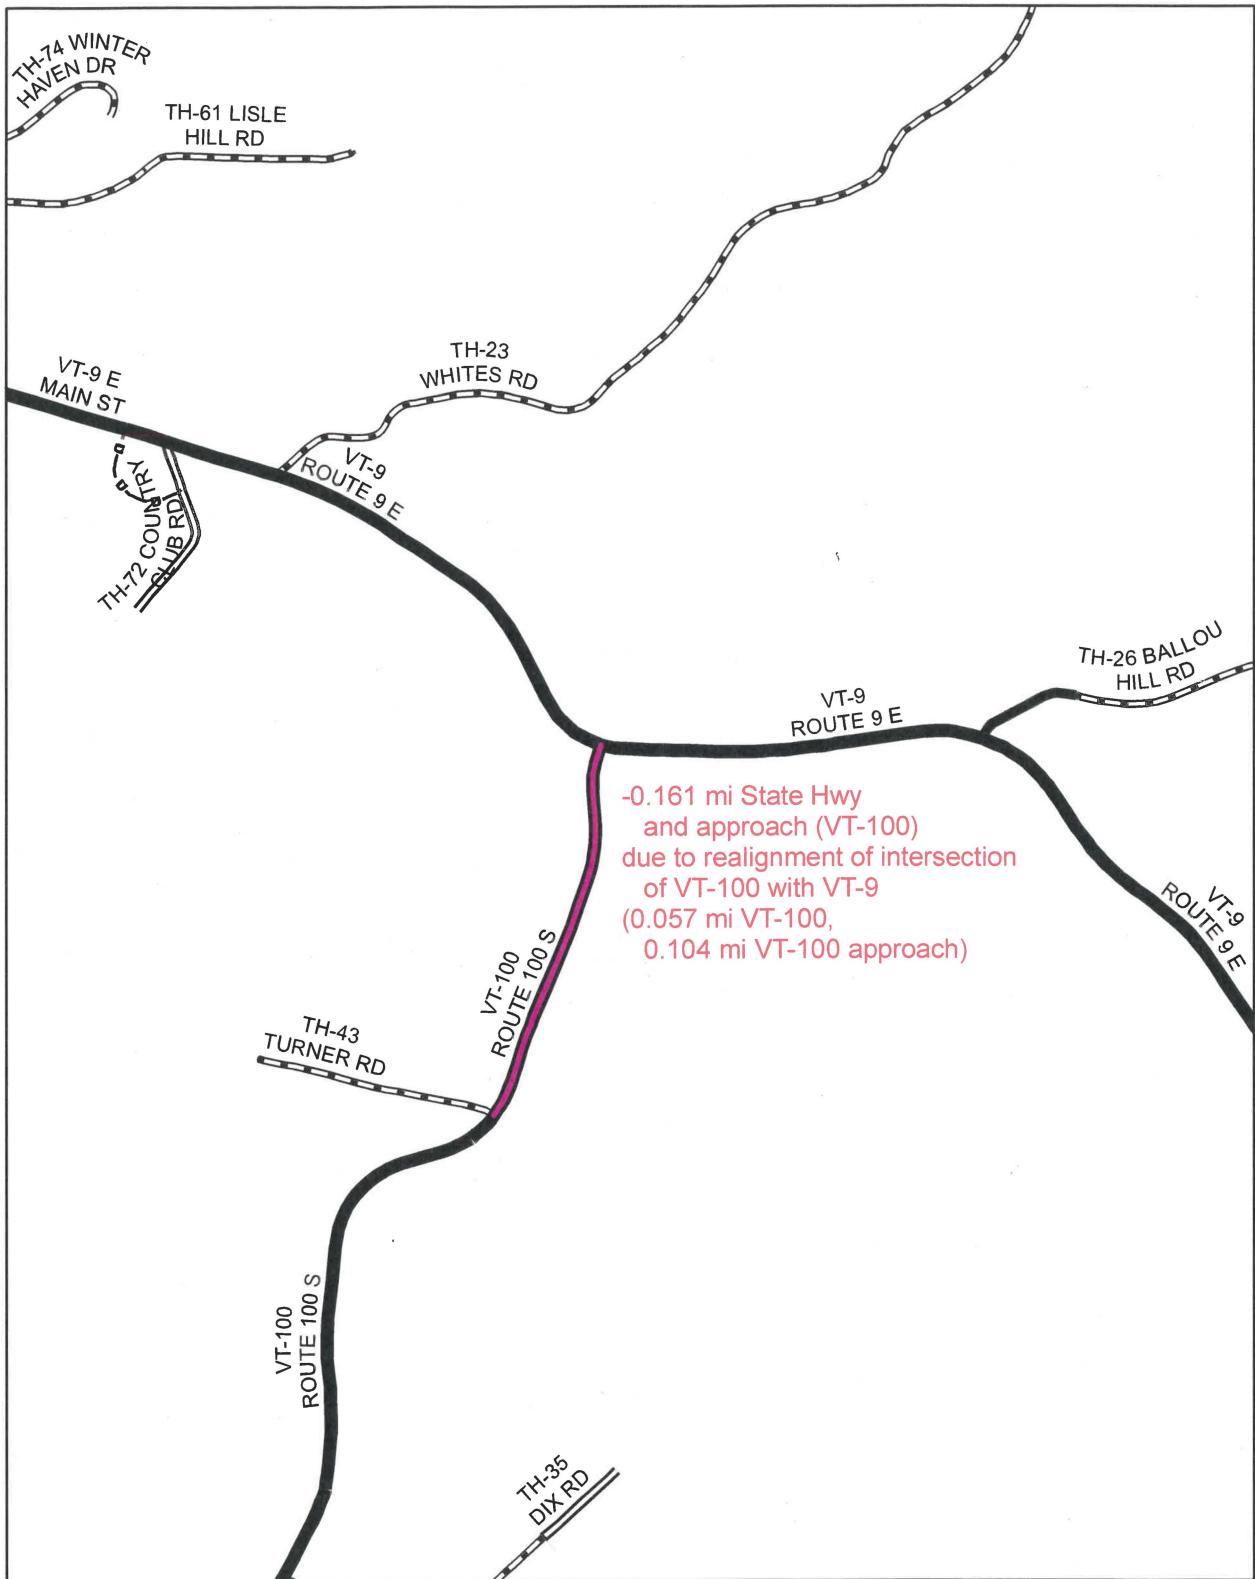 TH-74 WINTER
HAVEN DR
TH-61 LISLE
HILL RD
TH-23
WHITES RD
VT-9 E
MAIN ST
VT-9
ROUTE 9 E
TH-72 COUNTRY
CLUB RD
TH-26 BALLOU
HILL RD
VT-9
ROUTE 9 E
-0.161 mi State Hwy
and approach (VT-100)
due to realignment of intersection
of VT-100 with VT-9
(0.057 mi VT-100,
0.104 mi VT-100 approach)
VT-9
ROUTE 9 E
VT-100
ROUTE 100 S
TH-43
TURNER RD
VT-100
ROUTE 100 S
TH-35
DIX RD